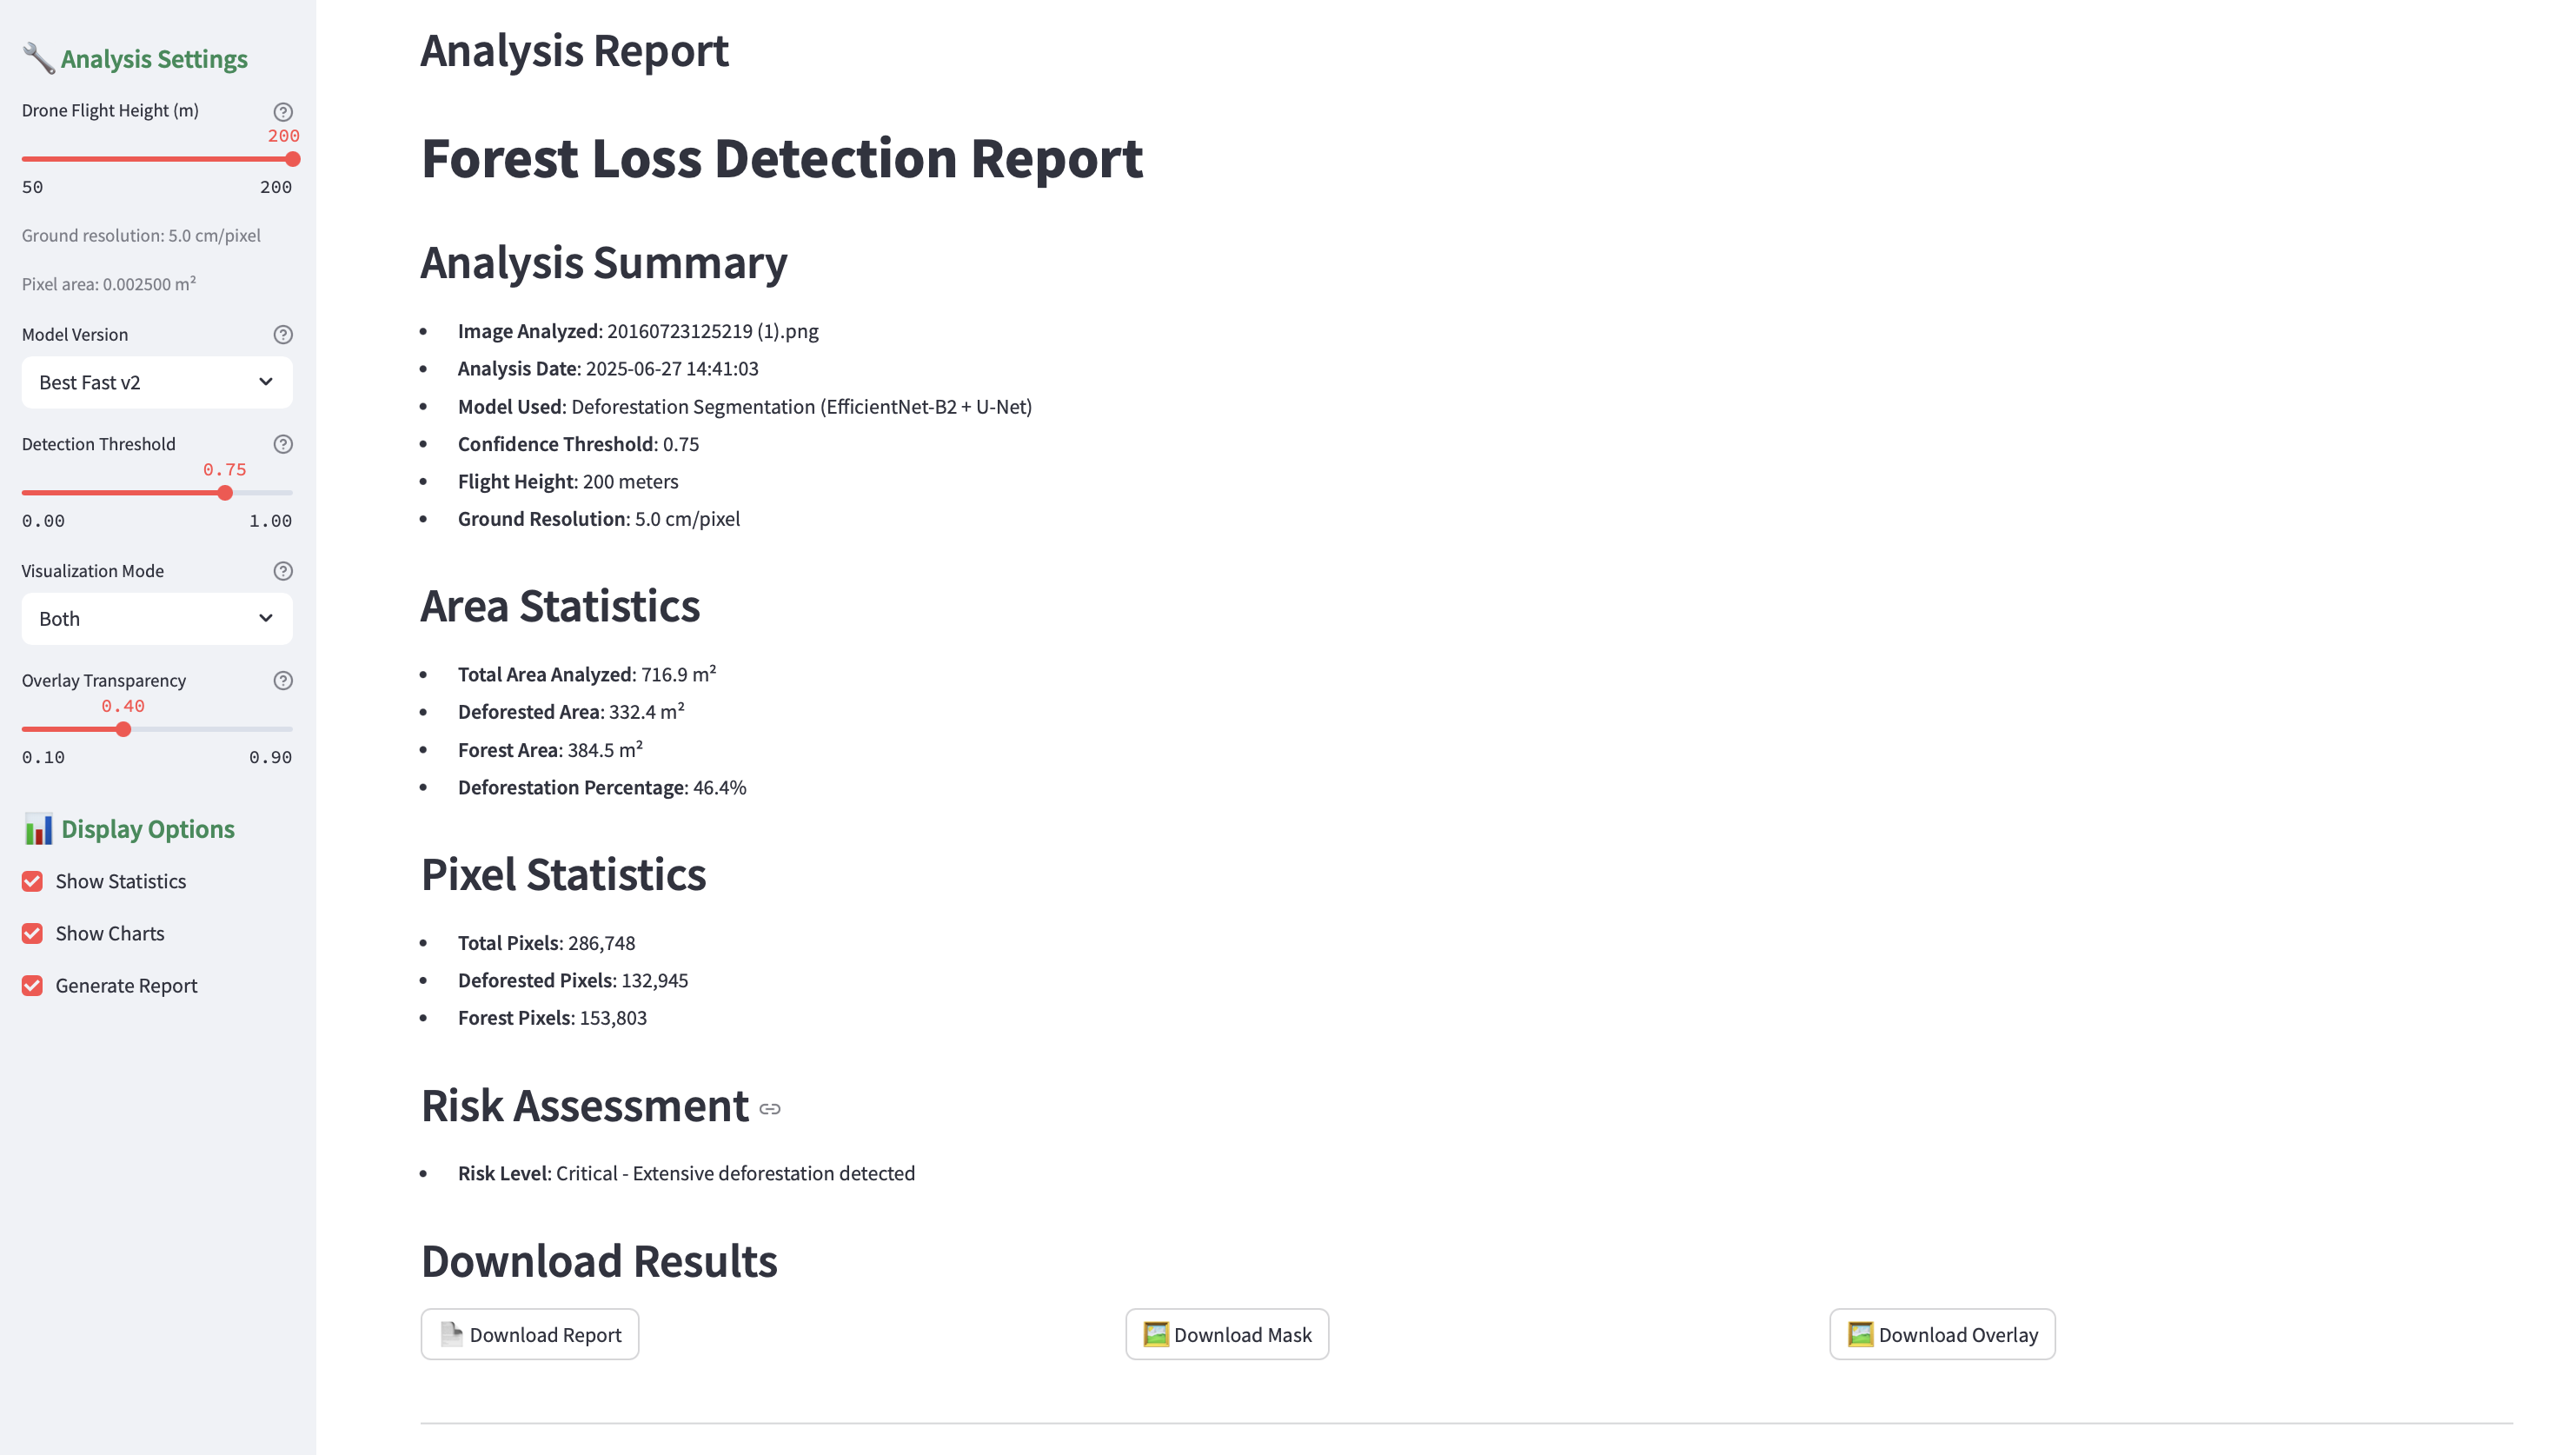 Analysis Settings
Drone Flight Height (m)
200
50 200
Ground resolution: 5.0 cm/pixel
Pixel area: 0.002500 m²
Model Version
Best Fast v2
Detection Threshold
0.75
0.00 1.00
Visualization Mode
Both
Overlay Transparency
0.40
0.10 0.90
Display Options
Show Statistics
Show Charts
Generate Report
Analysis Report
Forest Loss Detection Report
Analysis Summary
• Image Analyzed: 20160723125219 (1).png
• Analysis Date: 2025-06-27 14:41:03
• Model Used: Deforestation Segmentation (EfficientNet-B2 + U-Net)
• Confidence Threshold: 0.75
• Flight Height: 200 meters
• Ground Resolution: 5.0 cm/pixel
Area Statistics
• Total Area Analyzed: 716.9 m²
• Deforested Area: 332.4 m²
• Forest Area: 384.5 m²
• Deforestation Percentage: 46.4%
Pixel Statistics
• Total Pixels: 286,748
• Deforested Pixels: 132,945
• Forest Pixels: 153,803
Risk Assessment
• Risk Level: Critical - Extensive deforestation detected
Download Results
Download Report
Download Mask
Download Overlay